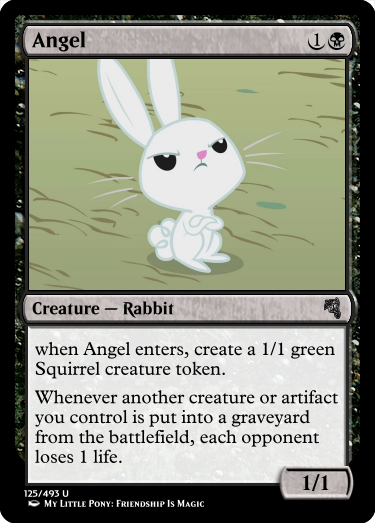 Angel 1
Creature — Rabbit
when Angel enters, create a 1/1 green
Squirrel creature token.
Whenever another creature or artifact
you control is put into a graveyard
from the battlefield, each opponent
loses 1 life.
1/1
125/493 U
My Little Pony: Friendship Is Magic